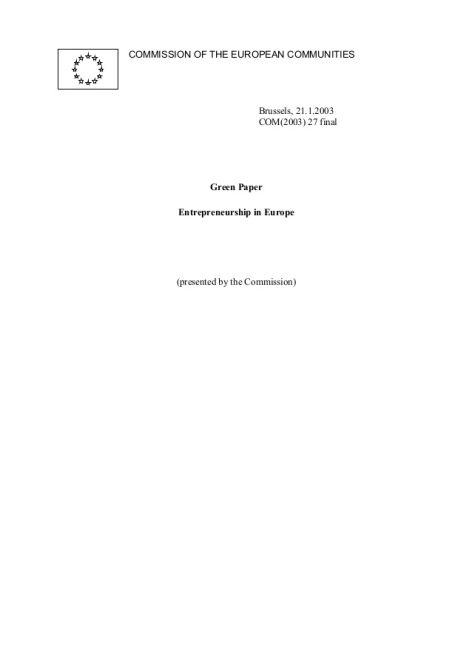 COMMISSION OF THE EUROPEAN COMMUNITIES
Brussels, 21.1.2003
COM(2003) 27 final
Green Paper
Entrepreneurship in Europe
(presented by the Commission)